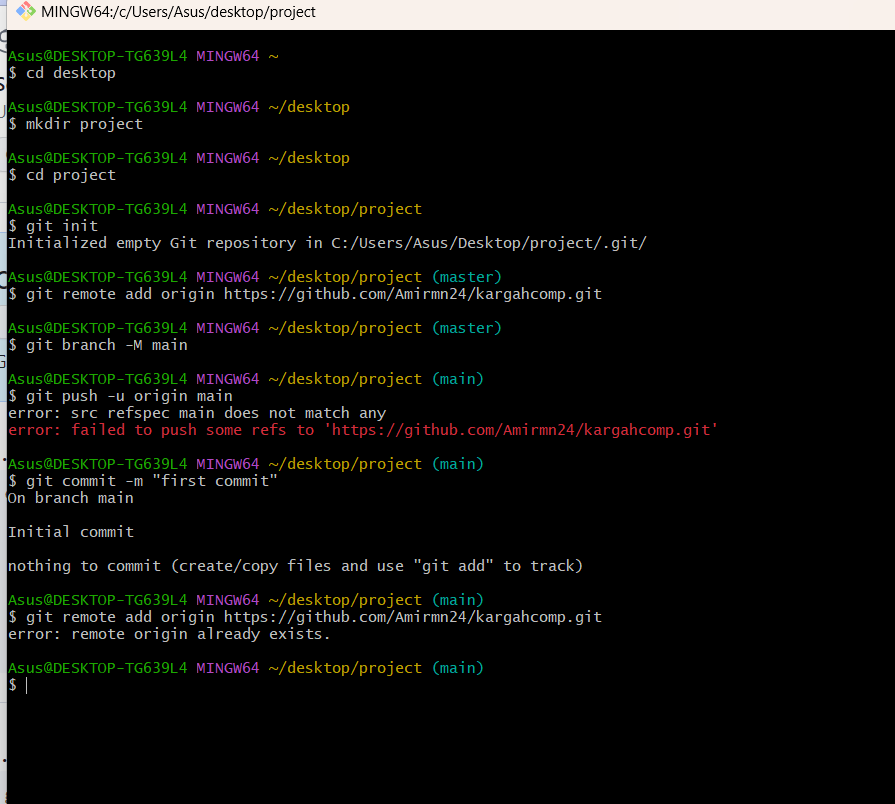 MINGW64:/c/Users/Asus/desktop/project
Asus@DESKTOP-TG639L4 MINGW64 ~
$ cd desktop
Asus@DESKTOP-TG639L4 MINGW64 ~/desktop
$ mkdir project
Asus@DESKTOP-TG639L4 MINGW64 ~/desktop
$ cd project
Asus@DESKTOP-TG639L4 MINGW64 ~/desktop/project
$ git init
Initialized empty Git repository in C:/Users/Asus/Desktop/project/.git/
Asus@DESKTOP-TG639L4 MINGW64 ~/desktop/project (master)
$ git remote add origin https://github.com/Amirmn24/kargahcomp.git
Asus@DESKTOP-TG639L4 MINGW64 ~/desktop/project (master)
$ git branch -M main
Asus@DESKTOP-TG639L4 MINGW64 ~/desktop/project (main)
$ git push -u origin main
error: src refspec main does not match any
error: failed to push some refs to 'https://github.com/Amirmn24/kargahcomp.git'
Asus@DESKTOP-TG639L4 MINGW64 ~/desktop/project (main)
$ git commit -m "first commit"
On branch main
Initial commit
nothing to commit (create/copy files and use "git add" to track)
Asus@DESKTOP-TG639L4 MINGW64 ~/desktop/project (main)
$ git remote add origin https://github.com/Amirmn24/kargahcomp.git
error: remote origin already exists.
Asus@DESKTOP-TG639L4 MINGW64 ~/desktop/project (main)
$